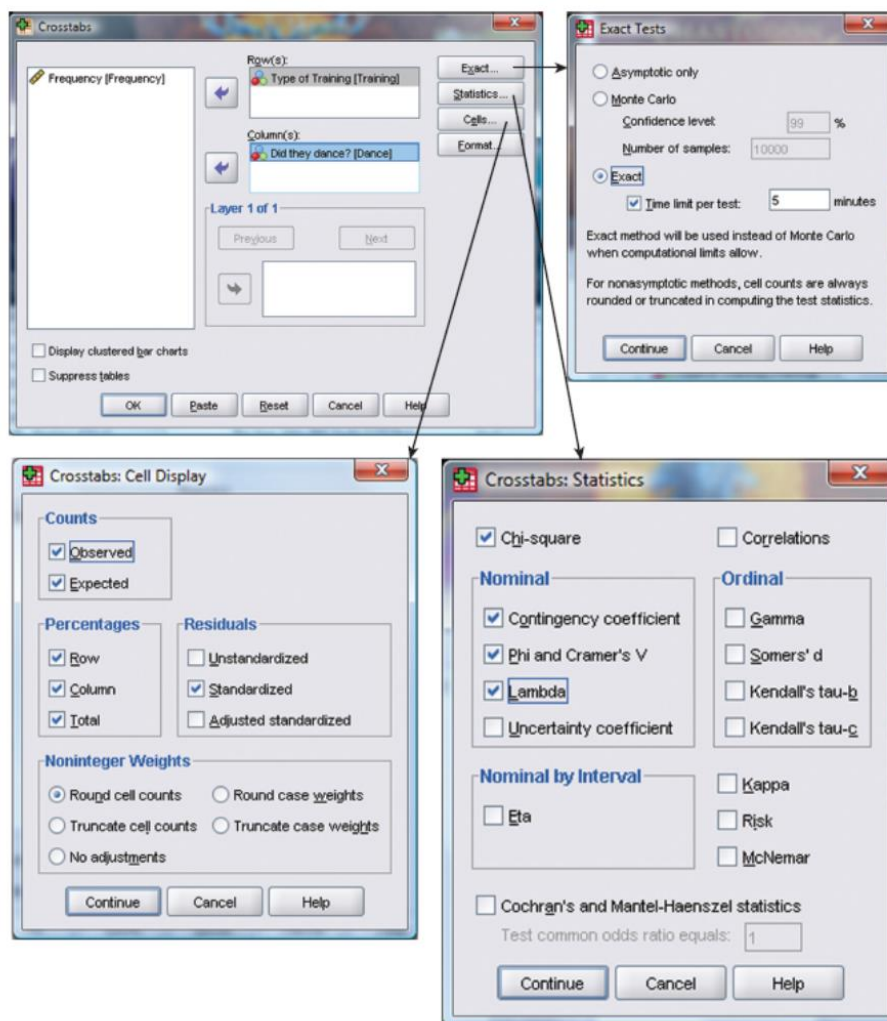 Crosstabs
Frequency [Frequency]
Row(s):
Type of Training [Training]
Column(s):
Did they dance? [Dance]
Layer 1 of 1
Previous
Next
Exact...
Statistics...
Cells...
Format...
Display clustered bar charts
Suppress tables
OK
Paste
Reset
Cancel
Help
Exact Tests
Asymptotic only
Monte Carlo
Confidence level: 99 %
Number of samples: 10000
Exact
Time limit per test: 5 minutes
Exact method will be used instead of Monte Carlo
when computational limits allow.
For nonasymptotic methods, cell counts are always
rounded or truncated in computing the test statistics.
Continue
Cancel
Help
Crosstabs: Cell Display
Counts
Observed
Expected
Percentages
Row
Column
Total
Residuals
Unstandardized
Standardized
Adjusted standardized
Noninteger Weights
Round cell counts
Round case weights
Truncate cell counts
Truncate case weights
No adjustments
Continue
Cancel
Help
Crosstabs: Statistics
Chi-square
Correlations
Nominal
Contingency coefficient
Phi and Cramer's V
Lambda
Uncertainty coefficient
Ordinal
Gamma
Somers' d
Kendall's tau-b
Kendall's tau-c
Nominal by Interval
Eta
Kappa
Risk
McNemar
Cochran's and Mantel-Haenszel statistics
Test common odds ratio equals: 1
Continue
Cancel
Help